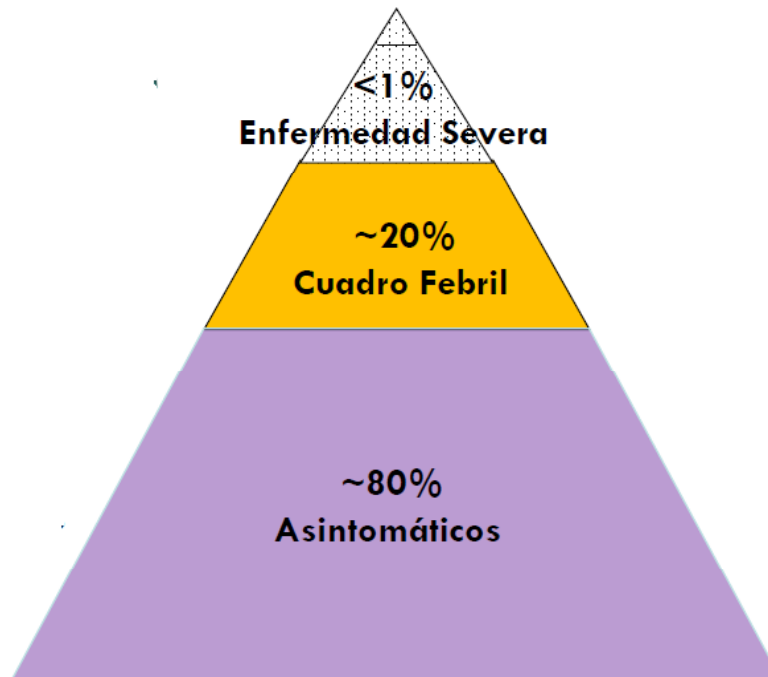 <1%
Enfermedad Severa
~20%
Cuadro Febril
~80%
Asintomáticos